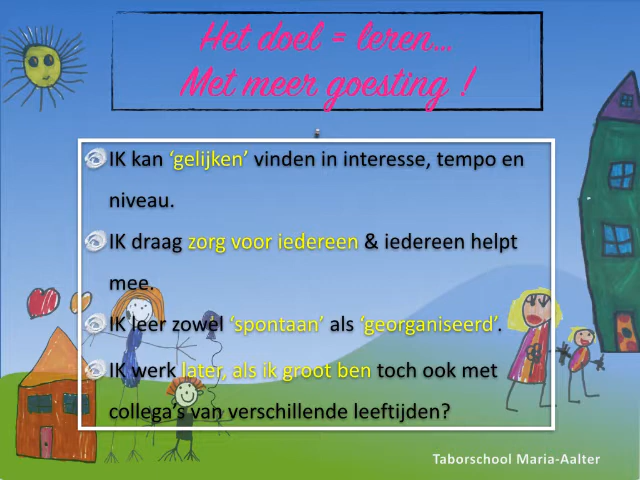 Het doel = leren...
Met meer goesting !
IK kan ‘gelijken’ vinden in interesse, tempo en
niveau.
IK draag zorg voor iedereen & iedereen helpt
mee.
IK leer zowel ‘spontaan’ als ‘georganiseerd’.
IK werk later, als ik groot ben toch ook met
collega’s van verschillende leeftijden?
Taborschool Maria-Aalter